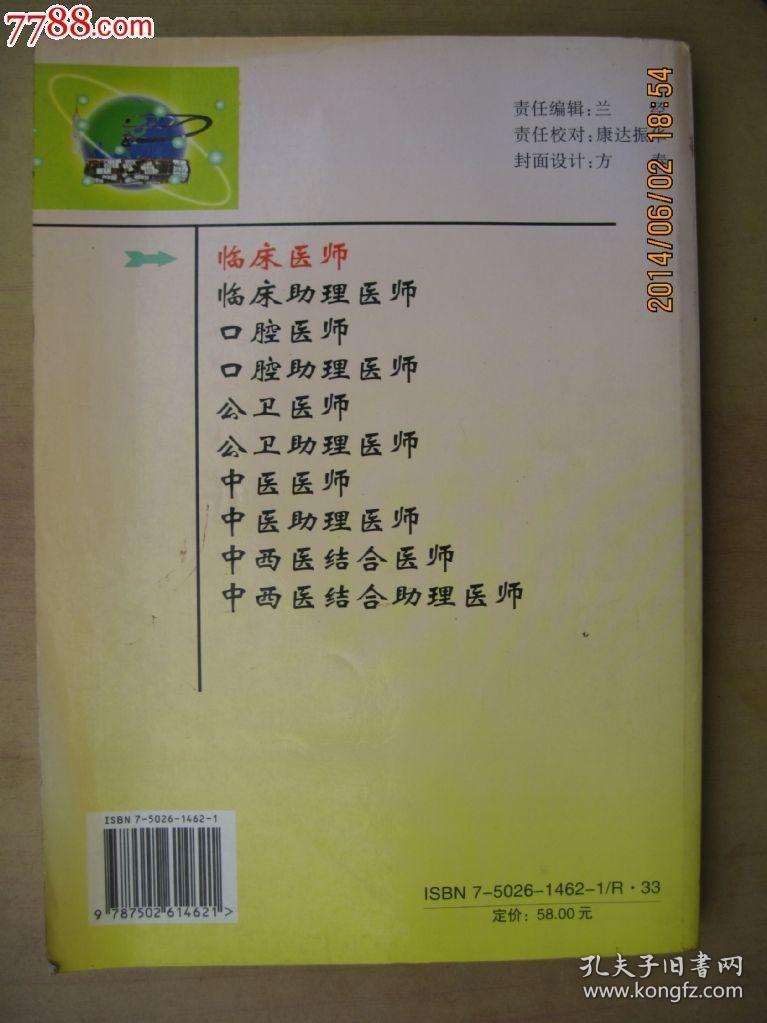 7788.com
责任编辑:兰
责任校对:康达振华
封面设计:方 春
2014/06/02 18:54
临床医师
临床助理医师
口腔医师
口腔助理医师
公卫医师
公卫助理医师
中医医师
中医助理医师
中西医结合医师
中西医结合助理医师
ISBN 7-5026-1462-1
9 787502 614621>
ISBN 7-5026-1462-1/R·33
定价: 58.00 元
孔夫子旧书网
www.kongfz.com